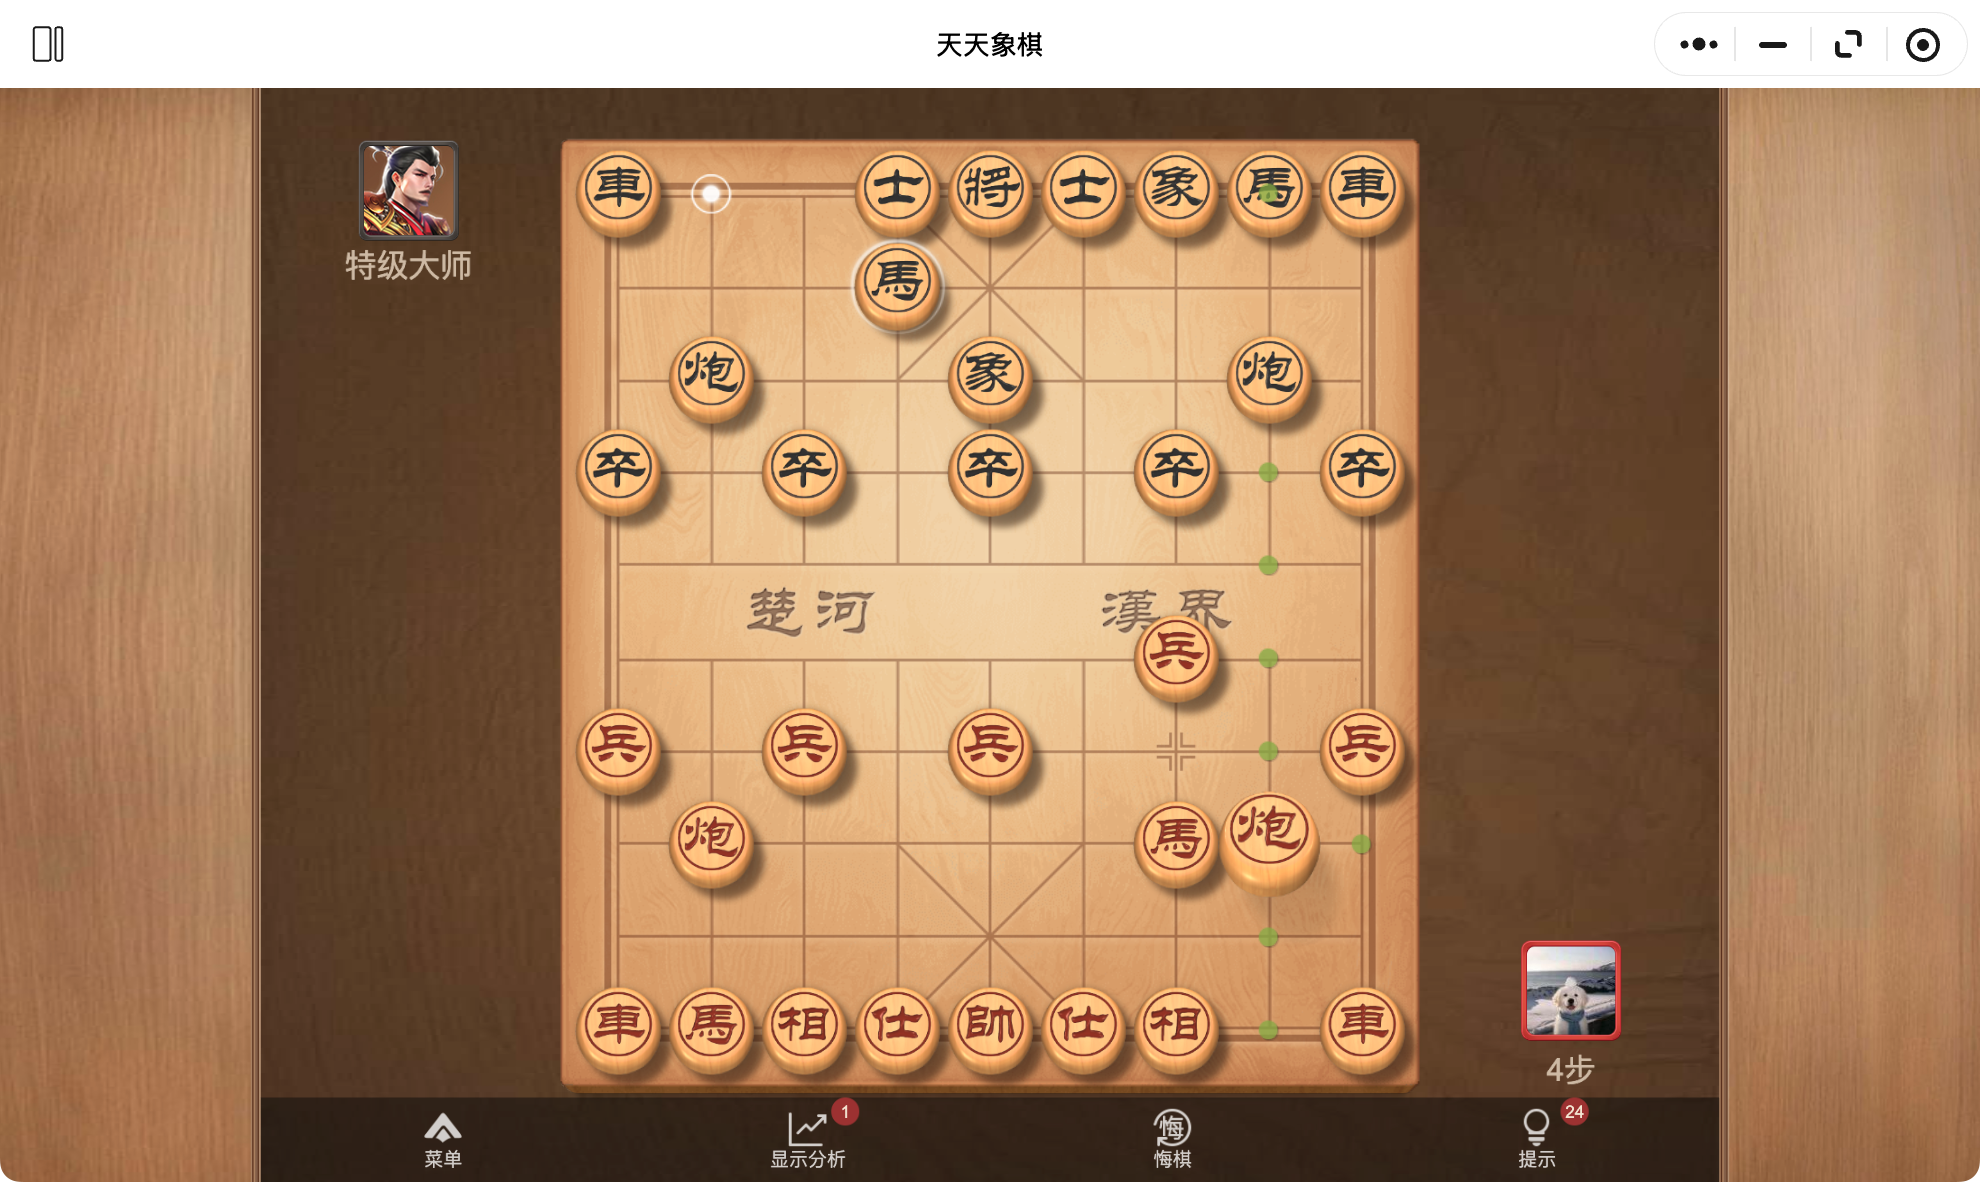 天天象棋
車 士 將 士 象 馬 車
特级大师
馬
炮 象 炮
卒 卒 卒 卒 卒
楚河 漢界
兵
兵 兵 兵 兵
炮 馬 炮
車 馬 相 仕 帥 仕 相 車
4步
1
24
菜单
显示分析
悔
悔棋
提示